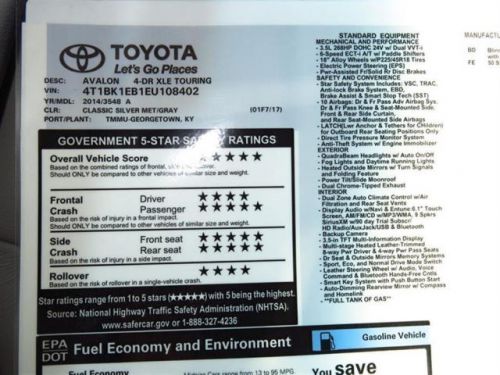 TOYOTA
Let's Go Places
DESC: AVALON 4-DR XLE TOURING
VIN: 4T1BK1EB1EU108402
YR/MDL: 2014/3548 A
CLR: CLASSIC SILVER MET/GRAY (01F7/17)
PORT/PLANT: TMMU-GEORGETOWN, KY
GOVERNMENT 5-STAR SAFETY RATINGS
Overall Vehicle Score ★★★★
Based on the combined ratings of frontal,
Should ONLY be compared to other vehicles of similar size and weight.
Frontal Driver ★★★★
Crash Passenger ★★★★★
Based on the risk of injury in a frontal impact.
Should ONLY be compared to other vehicles of similar size and weight.
Side Front seat ★★★★★
Crash Rear seat ★★★★★
Based on the risk of injury in a side impact.
Rollover ★★★★
Based on the risk of rollover in a single-vehicle crash.
Star ratings range from 1 to 5 stars (★★★★★) with 5 being the highest.
Source: National Highway Traffic Safety Administration (NHTSA).
www.safercar.gov or 1-888-327-4236
EPA
DOT
Fuel Economy and Environment
Gasoline Vehicle
Fuel Economy
range from 13 to 95 MPG.
You save
STANDARD EQUIPMENT
MECHANICAL AND PERFORMANCE
- 3.5L 268HP DOHC 24V w/ Dual VVT-i
- 6-Speed ECT-i A/T w/ Paddle Shifters
- 18" Alloy Wheels w/P225/45R18 Tires
- Electric Power Steering (EPS)
- Pwr-Assisted Fr/Solid Rr Disc Brakes
SAFETY AND CONVENIENCE
- Star Safety System Includes: VSC, TRAC,
Anti-lock Brake System, EBD,
Brake Assist & Smart Stop Tech (SST)
- 10 Airbags: Dr & Fr Pass Adv Airbag Sys,
Dr & Fr Pass Knee & Seat-Mounted Side,
Front & Rear Side Curtain,
and Rear Seat-Mounted Side Airbags
- LATCH(Lwr Anchor & Tethers for CHildren)
for Outboard Rear Seating Positions Only
- Direct Tire Pressure Monitor System
- Anti-Theft System w/ Engine Immobilizer
EXTERIOR
- QuadraBeam Headlights w/ Auto On/Off
- Fog Lights and Daytime Running Lights
- Heated Outside Mirrors w/ Turn Signals
and Folding Feature
- Power Tilt/Slide Moonroof
- Dual Chrome-Tipped Exhaust
INTERIOR
- Dual Zone Auto Climate Control w/Air
Filtration and Rear Seat Vents
- Display Audio w/Navi & Entune:6.1" Touch
Screen, AM/FM/CD w/MP3/WMA, 9 Spkrs
SiriusXM w/90 day Trial Subscr/
HD Radio/AuxJack/USB & Bluetooth
- Backup Camera
- 3.5-in TFT Multi-Information Display
- Multi-stage Heated Leather-Trimmed
8-way Pwr Driver & 4-way Pwr Pass Seats
- Dr Seat & Outside Mirrors Memory Systems
- Sport, Eco, and Normal Drive Mode Switch
- Leather Steering Wheel w/ Audio, Voice
Command & Bluetooth Hands-Free Cntls
- Smart Key System with Push Button Start
- Auto-Dimming Rearview Mirror w/ Compass
and Homelink
**FULL TANK OF GAS**
MANUFACTU
BD Blin
FE 50 S